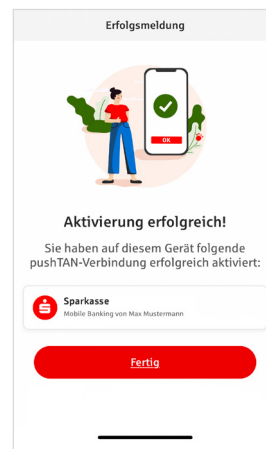 Erfolgsmeldung
OK
Aktivierung erfolgreich!
Sie haben auf diesem Gerät folgende
pushTAN-Verbindung erfolgreich aktiviert:
Sparkasse
Mobile Banking von Max Mustermann
Fertig